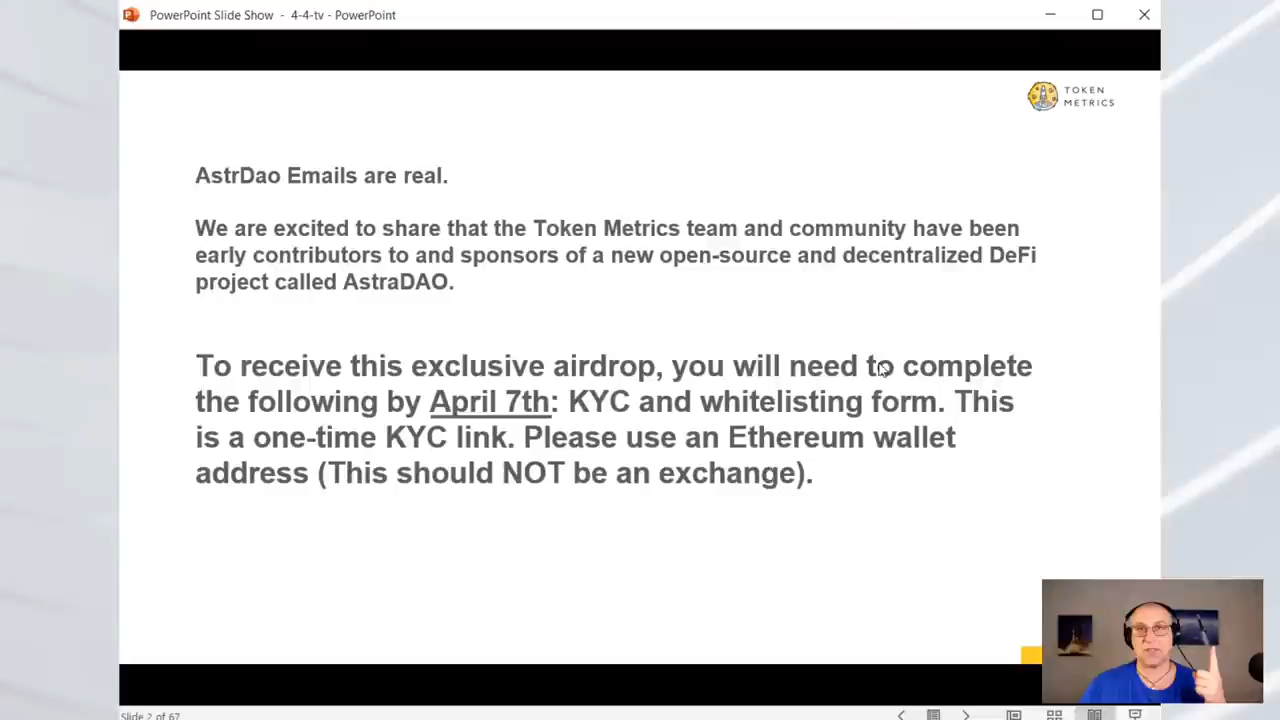 PowerPoint Slide Show - 4-4-tv - PowerPoint
TOKEN
METRICS
AstrDao Emails are real.
We are excited to share that the Token Metrics team and community have been
early contributors to and sponsors of a new open-source and decentralized DeFi
project called AstraDAO.
To receive this exclusive airdrop, you will need to complete
the following by April 7th: KYC and whitelisting form. This
is a one-time KYC link. Please use an Ethereum wallet
address (This should NOT be an exchange).
Slide 2 of 67